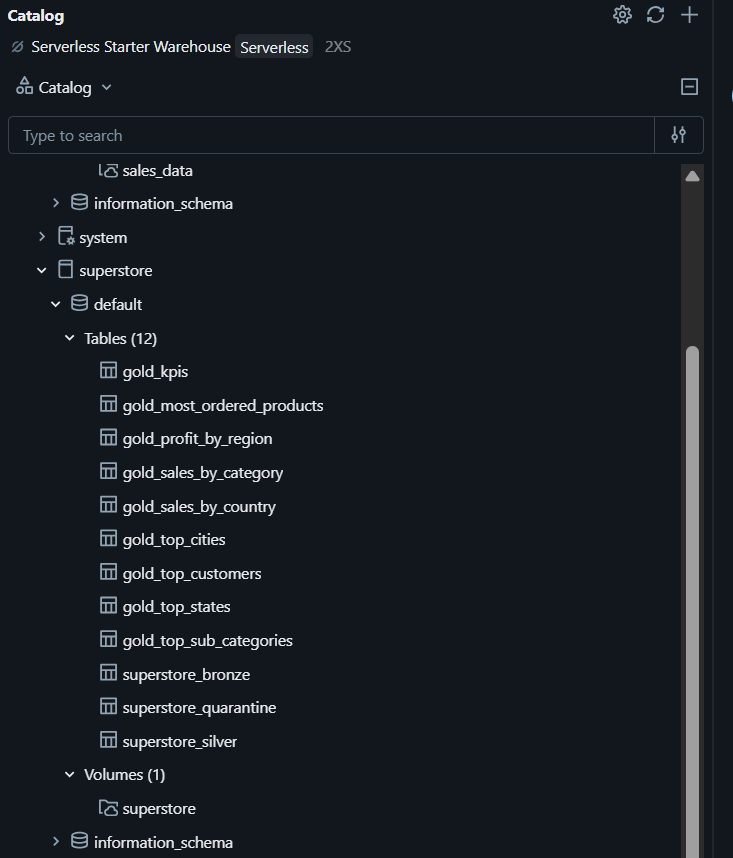 Catalog
Serverless Starter Warehouse Serverless 2XS
Catalog
Type to search
sales_data
information_schema
system
superstore
default
Tables (12)
gold_kpis
gold_most_ordered_products
gold_profit_by_region
gold_sales_by_category
gold_sales_by_country
gold_top_cities
gold_top_customers
gold_top_states
gold_top_sub_categories
superstore_bronze
superstore_quarantine
superstore_silver
Volumes (1)
superstore
information_schema